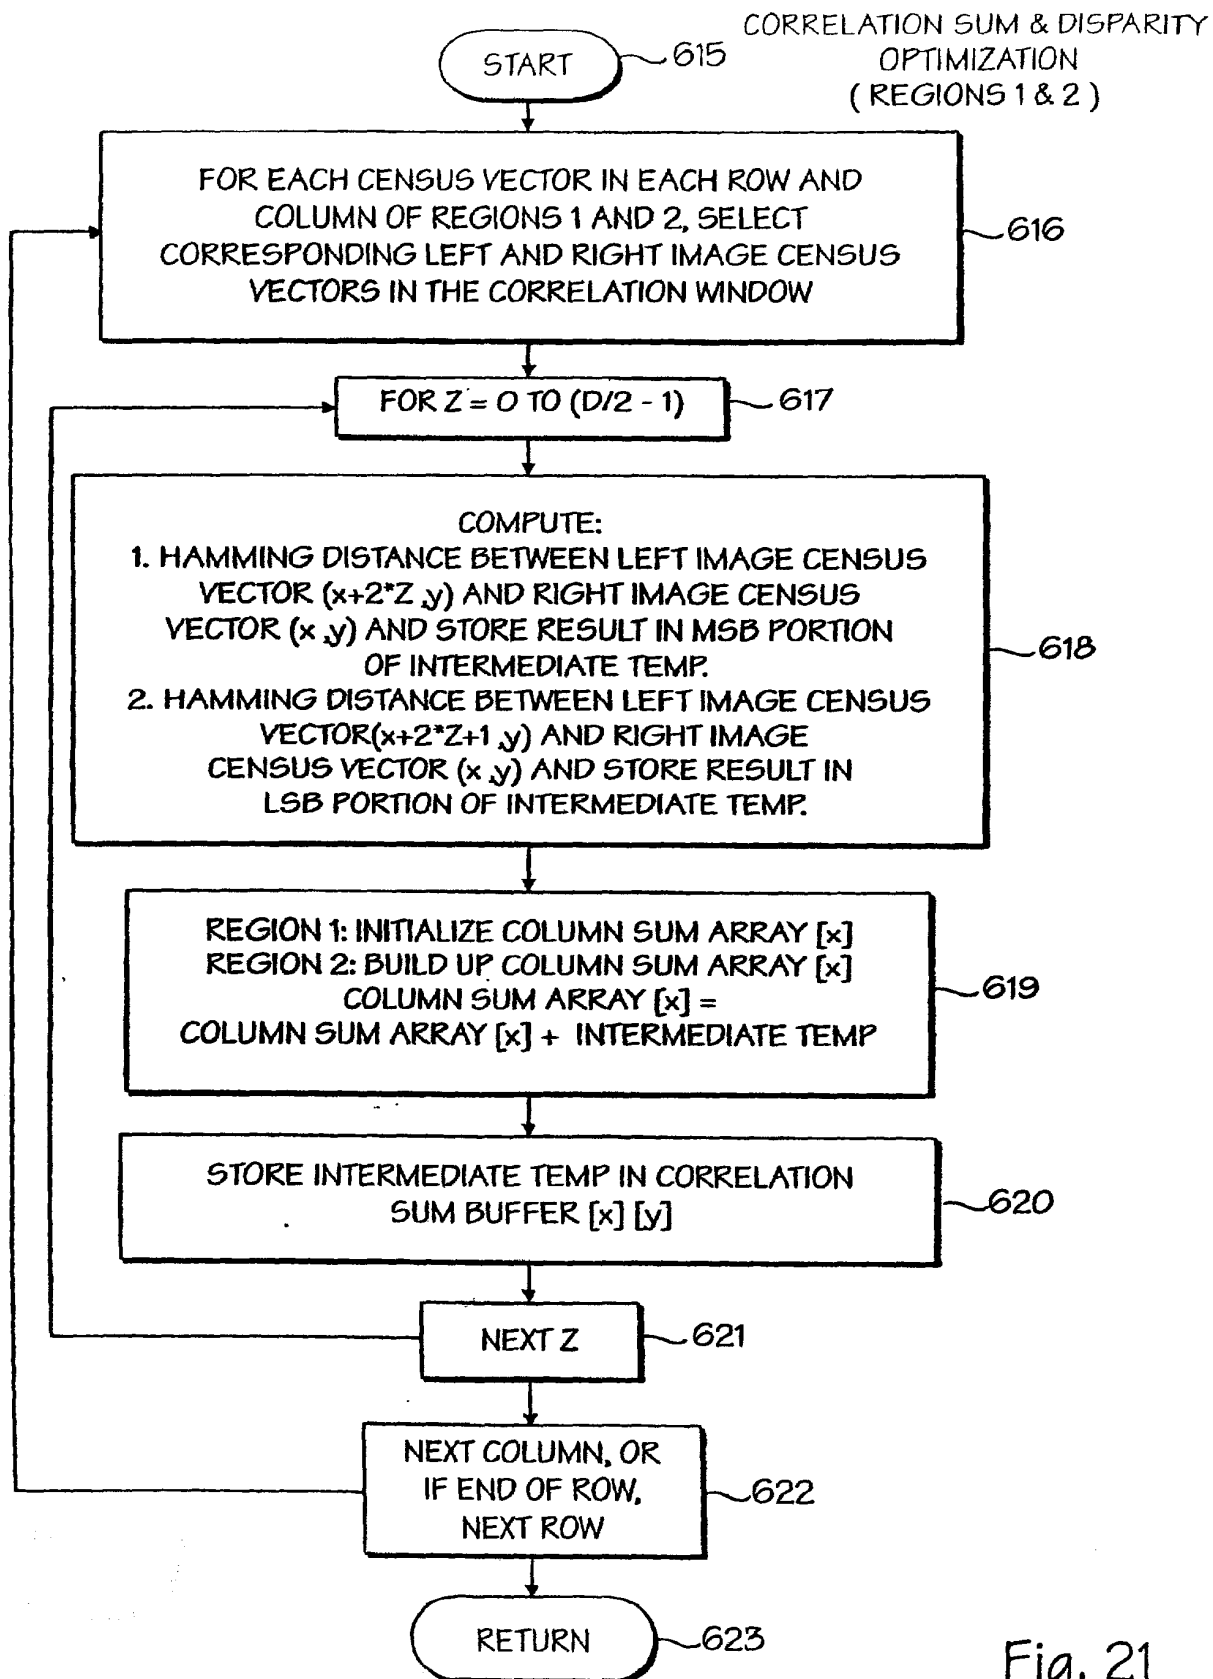 CORRELATION SUM & DISPARITY
OPTIMIZATION
( REGIONS 1 & 2 )
START
615
FOR EACH CENSUS VECTOR IN EACH ROW AND
COLUMN OF REGIONS 1 AND 2, SELECT
CORRESPONDING LEFT AND RIGHT IMAGE CENSUS
VECTORS IN THE CORRELATION WINDOW
616
FOR Z = 0 TO (D/2 - 1)
617
COMPUTE:
1. HAMMING DISTANCE BETWEEN LEFT IMAGE CENSUS
VECTOR (x+2*Z ,y) AND RIGHT IMAGE CENSUS
VECTOR (x ,y) AND STORE RESULT IN MSB PORTION
OF INTERMEDIATE TEMP.
2. HAMMING DISTANCE BETWEEN LEFT IMAGE CENSUS
VECTOR(x+2*Z+1 ,y) AND RIGHT IMAGE
CENSUS VECTOR (x ,y) AND STORE RESULT IN
LSB PORTION OF INTERMEDIATE TEMP.
618
REGION 1: INITIALIZE COLUMN SUM ARRAY [x]
REGION 2: BUILD UP COLUMN SUM ARRAY [x]
COLUMN SUM ARRAY [x] =
COLUMN SUM ARRAY [x] + INTERMEDIATE TEMP
619
STORE INTERMEDIATE TEMP IN CORRELATION
SUM BUFFER [x] [y]
620
NEXT Z
621
NEXT COLUMN, OR
IF END OF ROW,
NEXT ROW
622
RETURN
623
Fig. 21